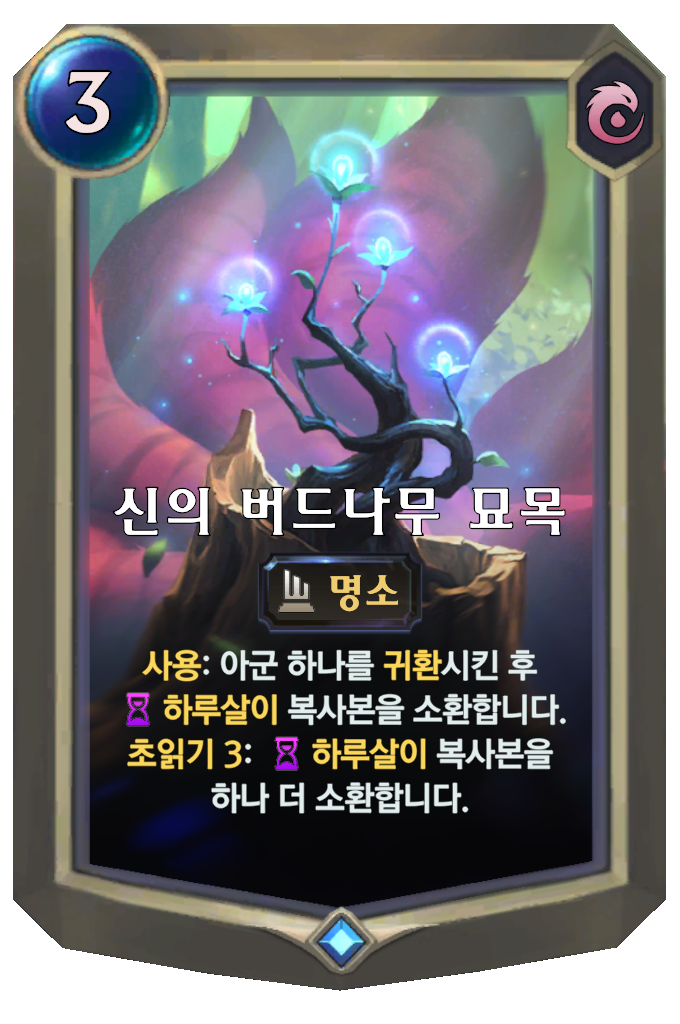 3
신의 버드나무 묘목
명소
사용: 아군 하나를 귀환시킨 후
하루살이 복사본을 소환합니다.
초읽기 3: 하루살이 복사본을
하나 더 소환합니다.